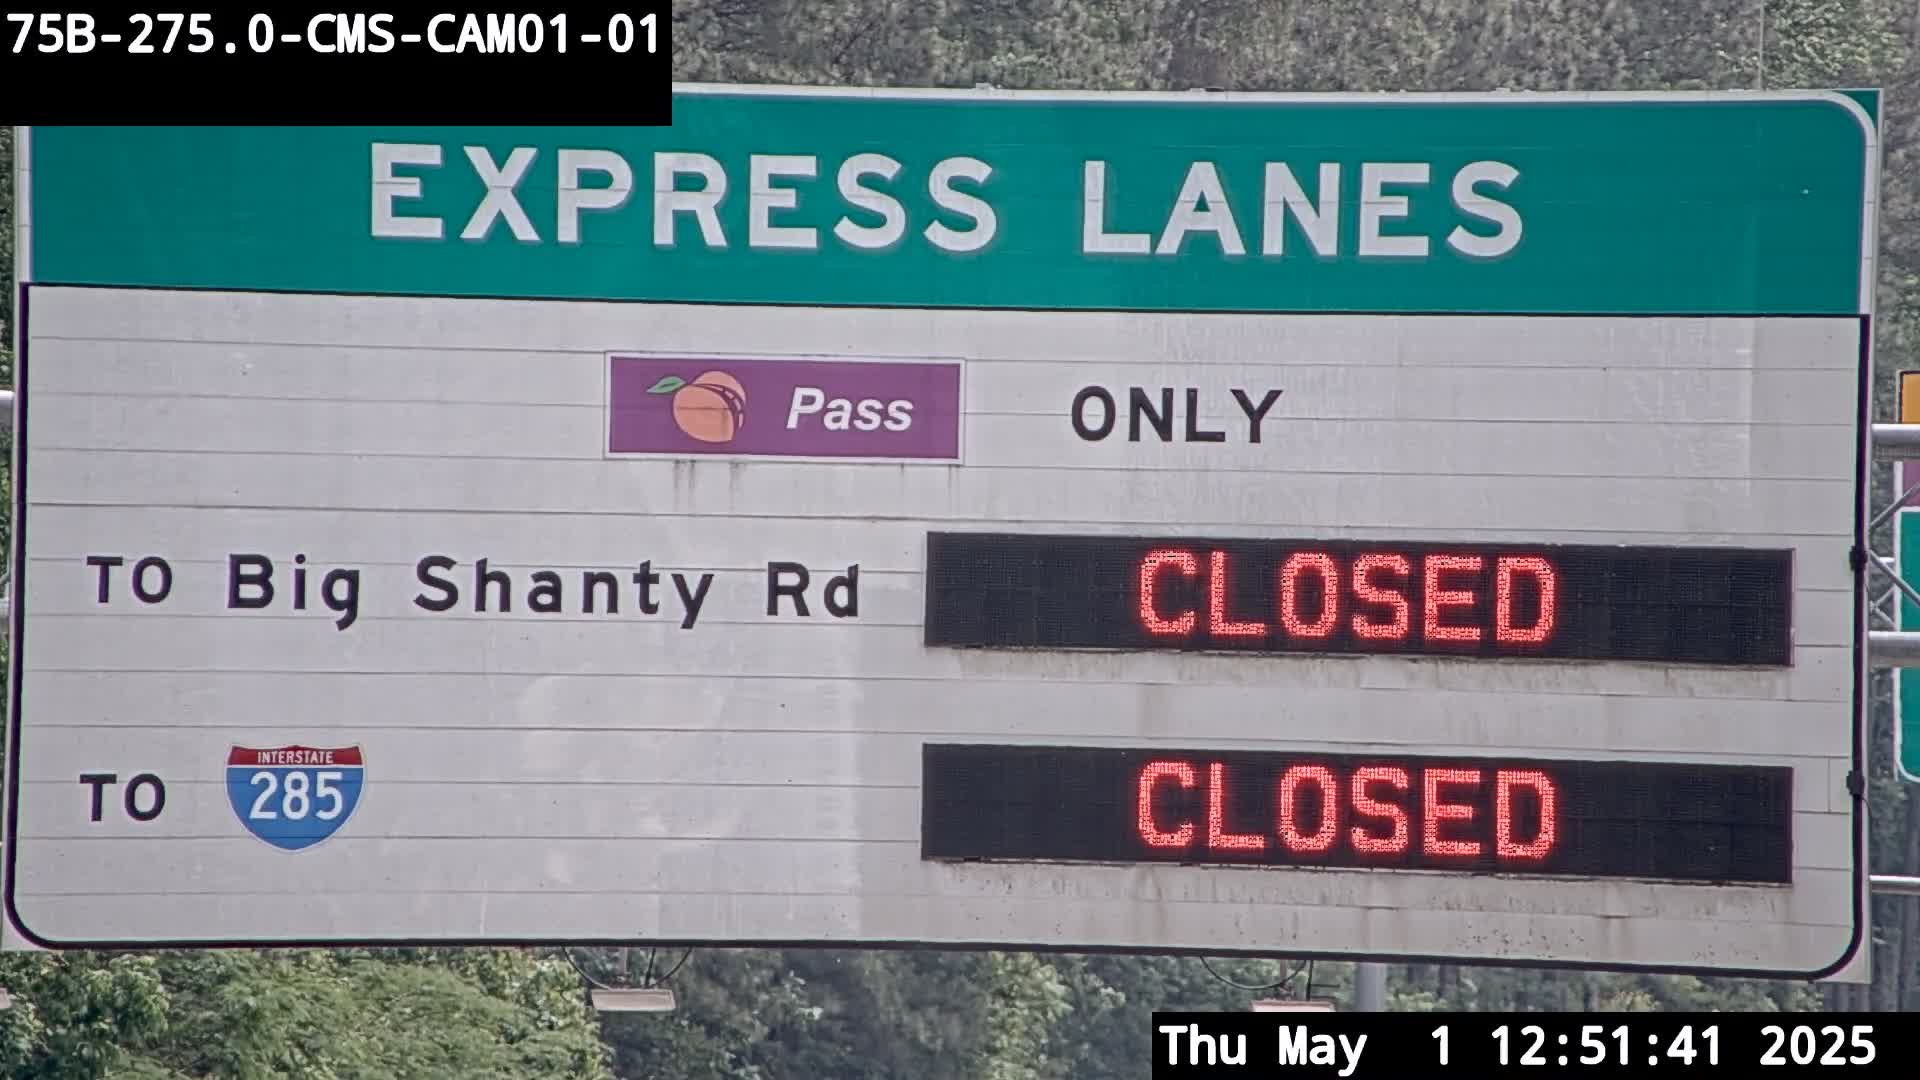 75B-275.0-CMS-CAM01-01
EXPRESS LANES
Pass ONLY
TO Big Shanty Rd CLOSED
INTERSTATE
TO 285 CLOSED
Thu May 1 12:51:41 2025